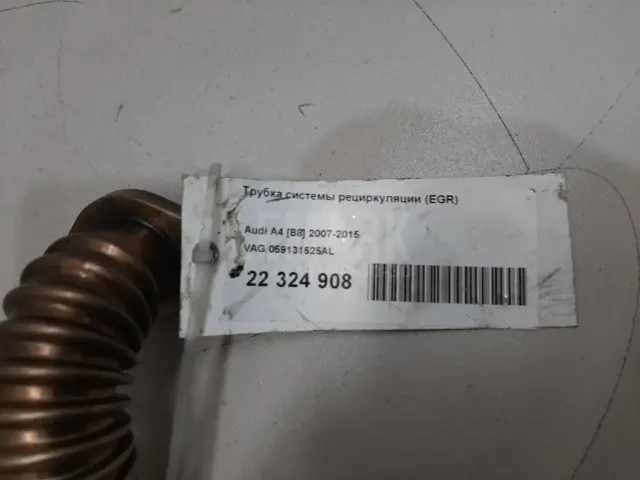 Трубка системы рециркуляции (EGR)
Audi A4 [B8] 2007-2015
VAG 059131525AL
22 324 908